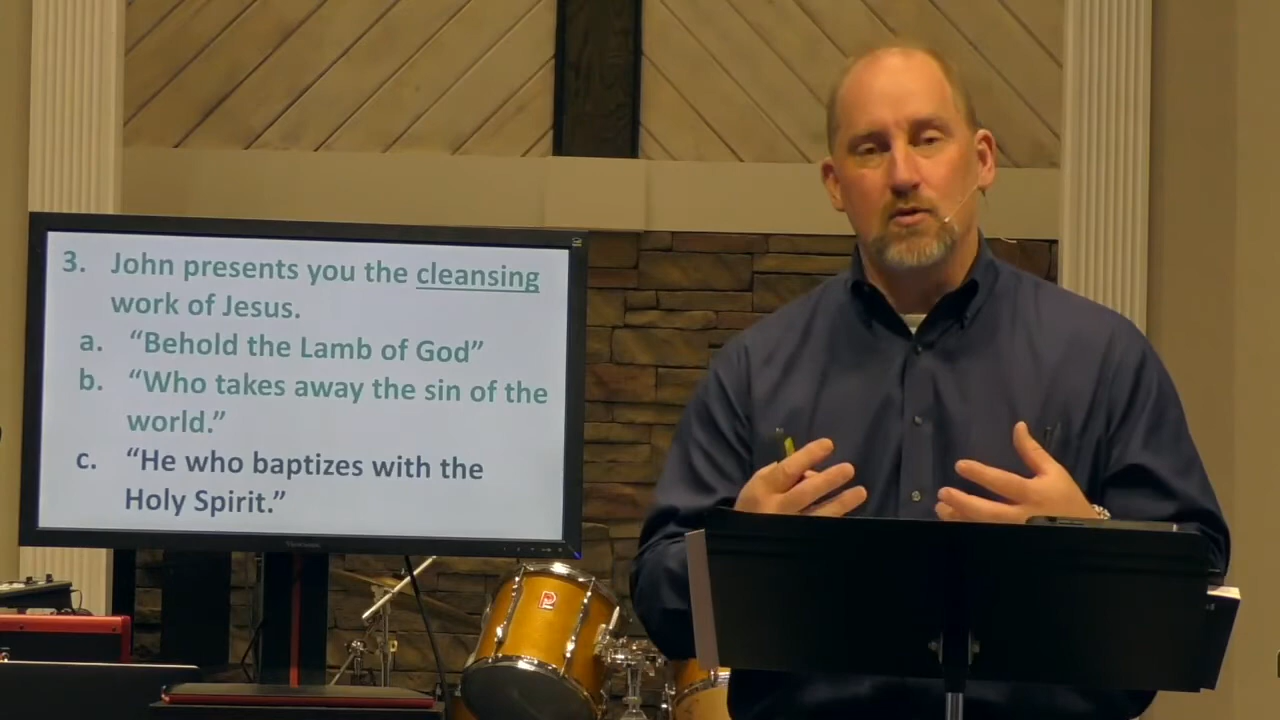 3. John presents you the cleansing
work of Jesus.
a. “Behold the Lamb of God”
b. “Who takes away the sin of the
world.”
c. “He who baptizes with the
Holy Spirit.”